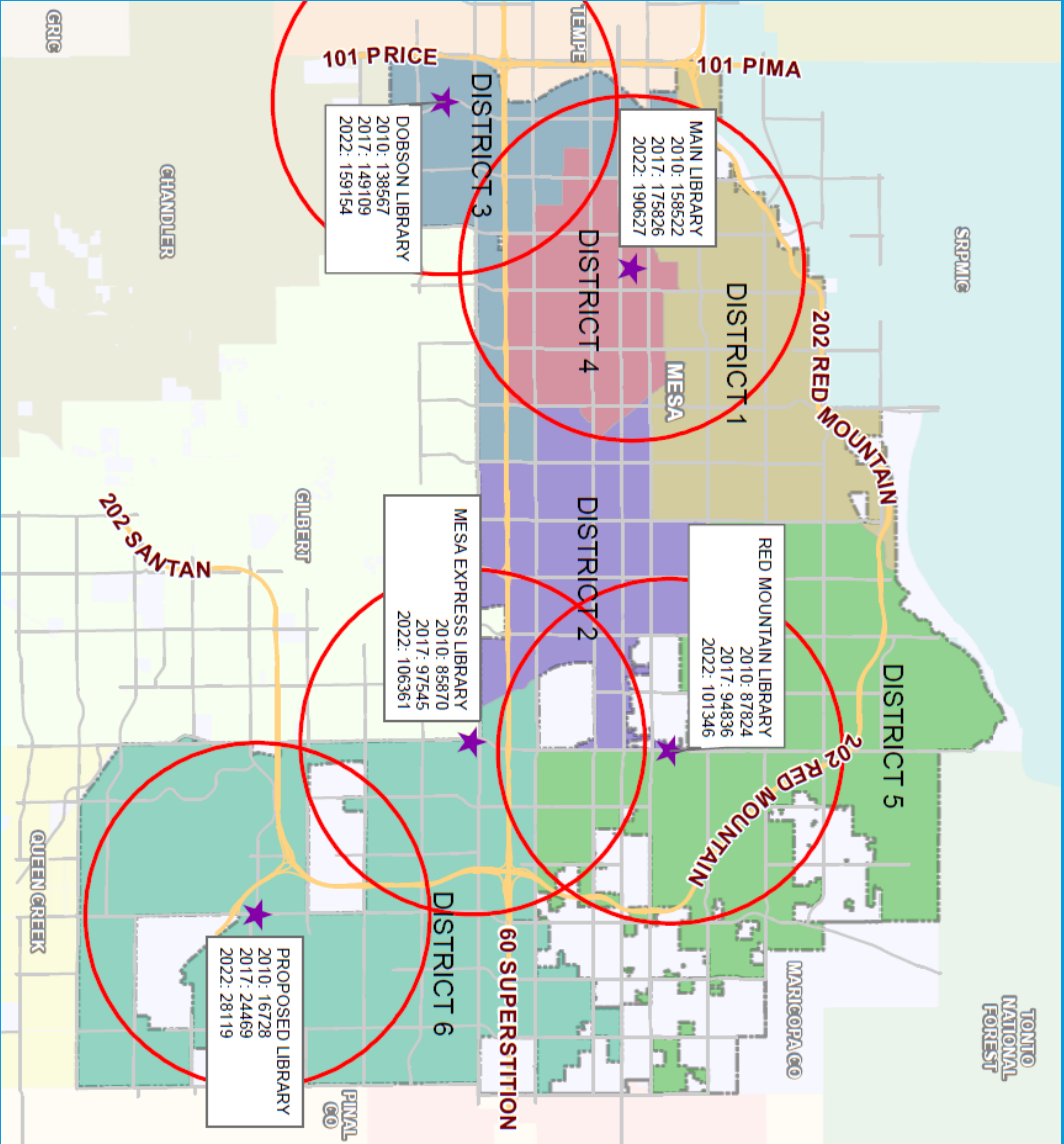 GRIC
TEMPE
101 PRICE
101 PIMA
DISTRICT 3
MAIN LIBRARY
2010: 158522
2017: 175826
2022: 190627
DOBSON LIBRARY
2010: 138567
2017: 149109
2022: 159154
CHANDLER
SRPMIC
DISTRICT 4
DISTRICT 1
202 RED MOUNTAIN
MESA
GILBERT
202 SANTAN
DISTRICT 2
MESA EXPRESS LIBRARY
2010: 85870
2017: 97545
2022: 106361
RED MOUNTAIN LIBRARY
2010: 87824
2017: 94836
2022: 101346
DISTRICT 5
202 RED MOUNTAIN
QUEEN CREEK
DISTRICT 6
60 SUPERSTITION
PROPOSED LIBRARY
2010: 16728
2017: 24469
2022: 28119
MARICOPA CO
TONTO
NATIONAL
FOREST
PINAL
CO